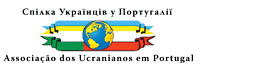 Спілка Українців у Португалії
Associação dos Ucranianos em Portugal